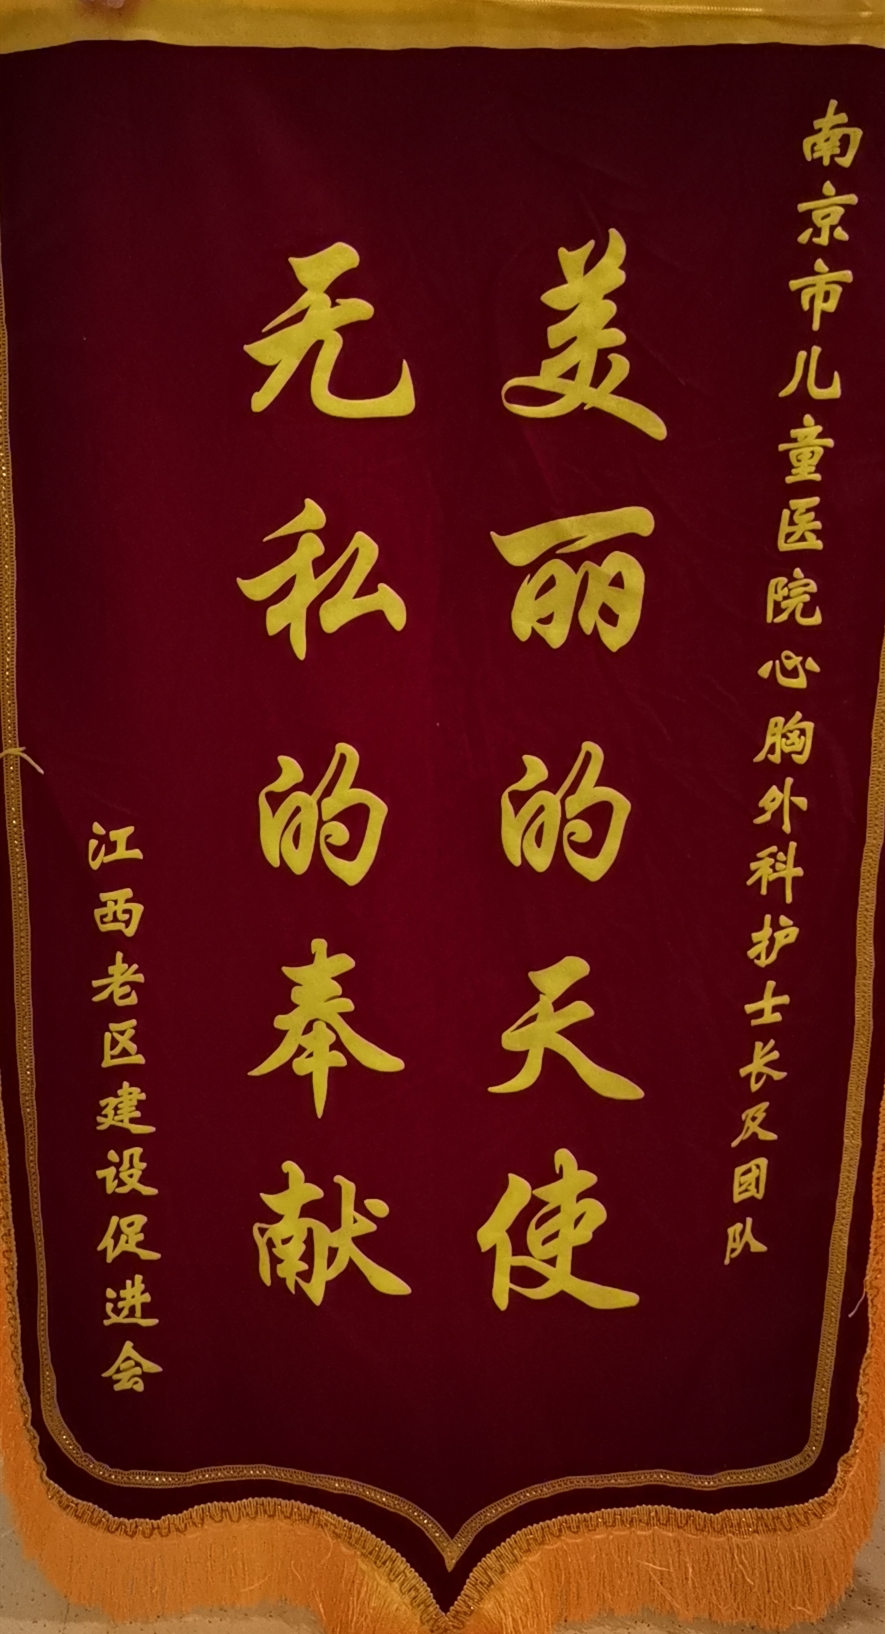 南京市儿童医院心胸外科护士长及团队
美丽的天使
无私的奉献
江西老区建设促进会